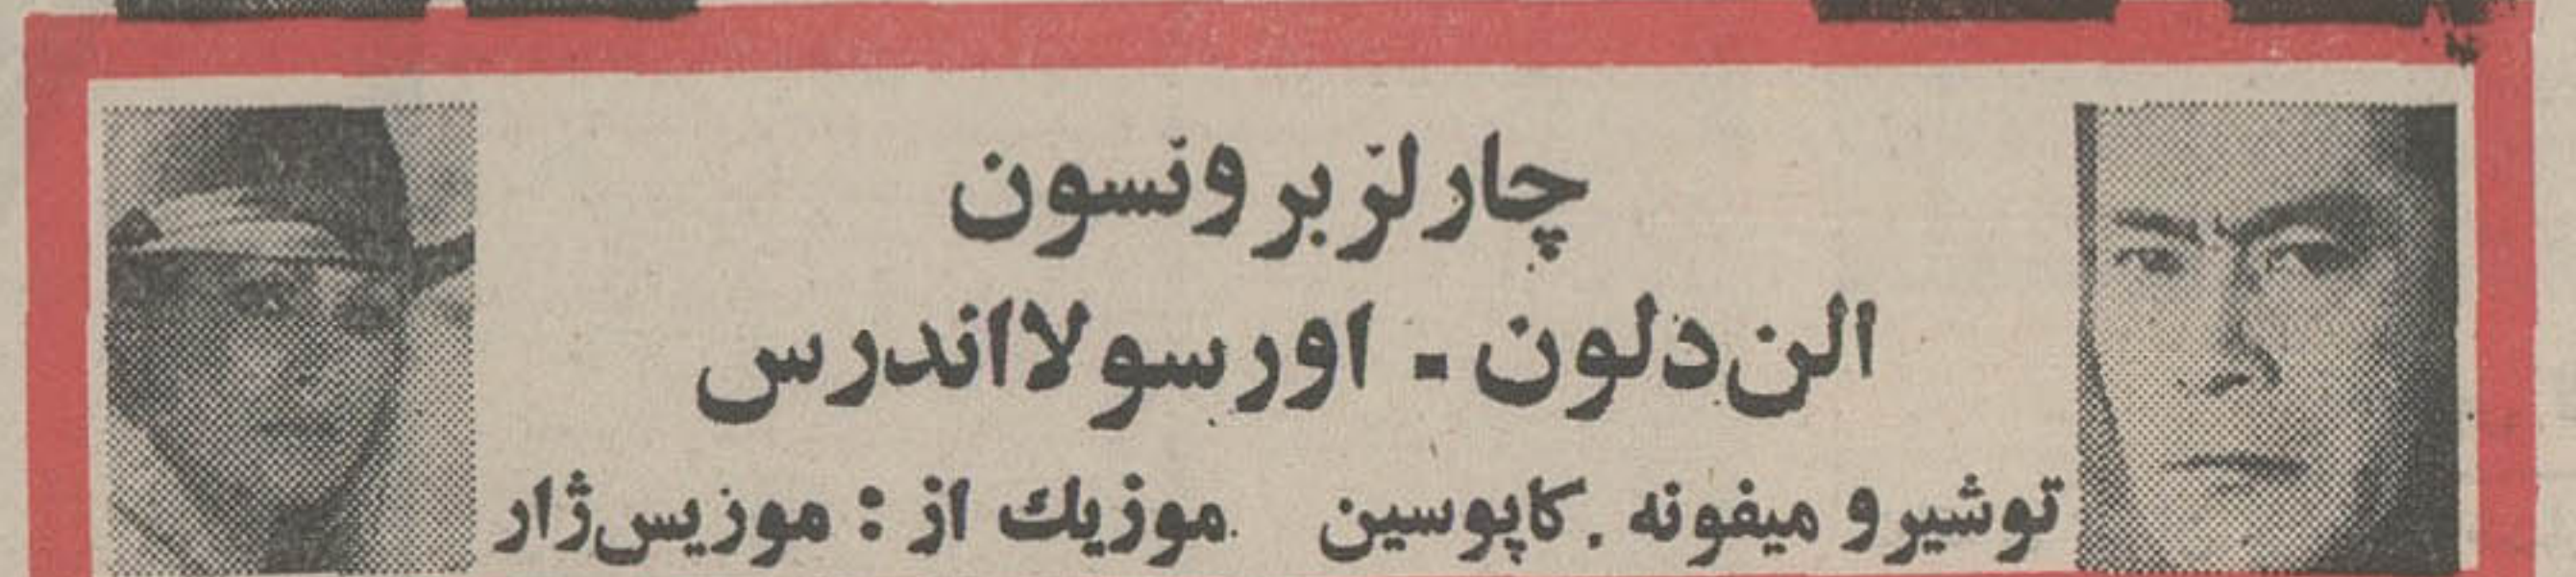 چارلز برونسون
الن دلون - اورسولا اندرس
توشیرو میفونه . کاپوسین موزیك از : موزیس ژار